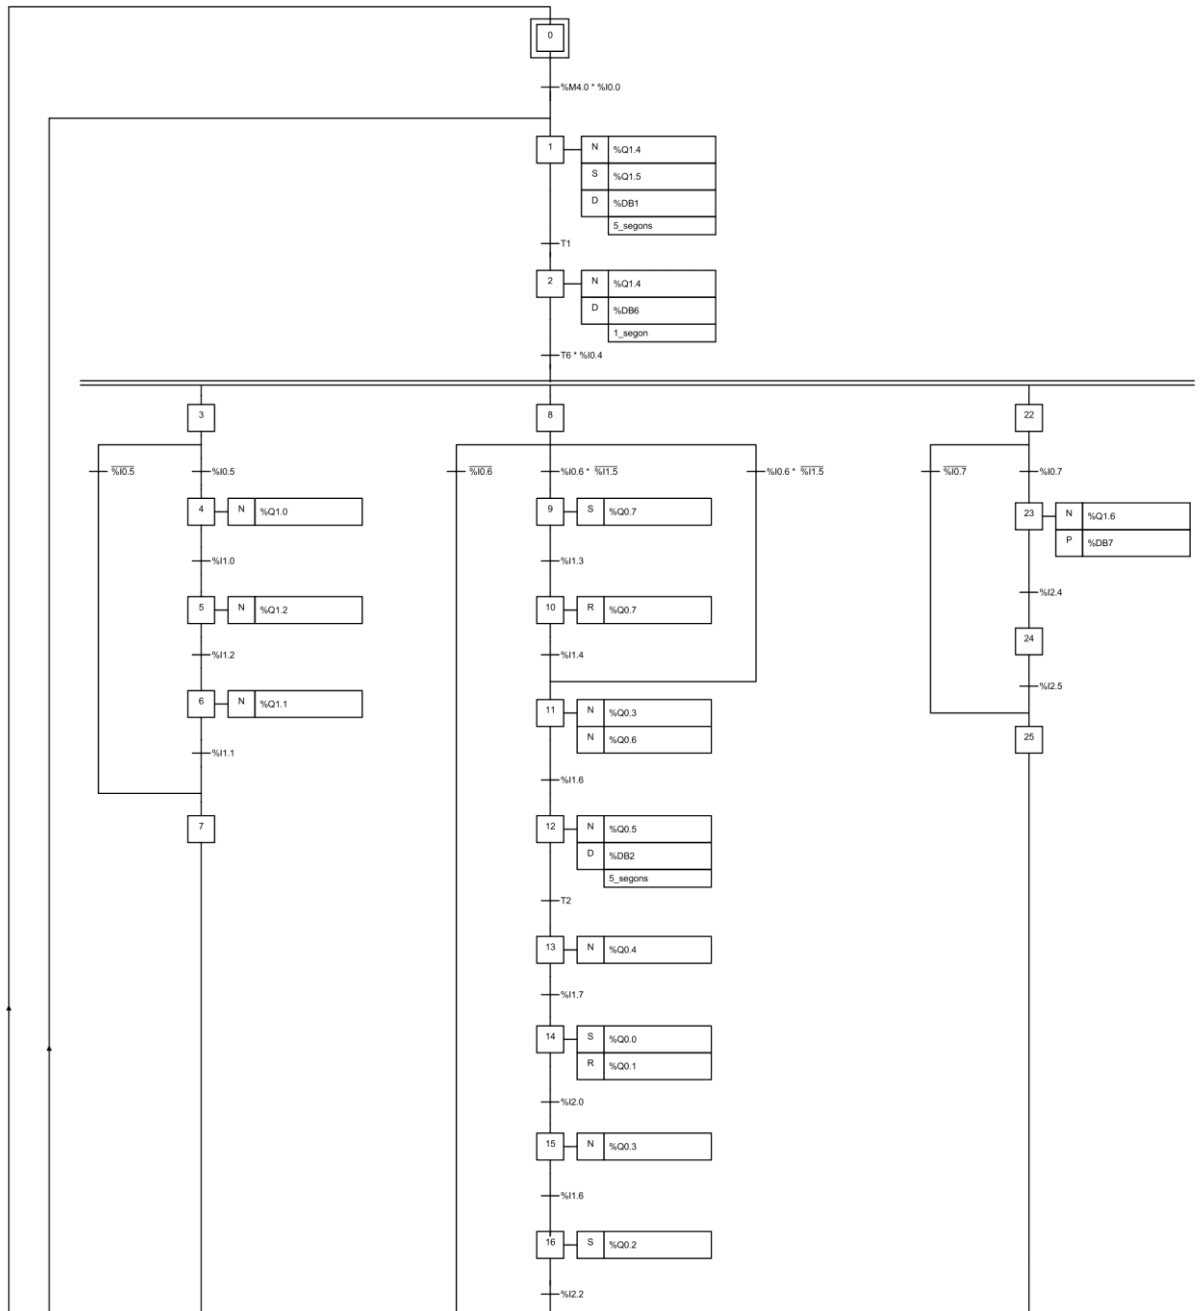 0
%M4.0 * %I0.0
1
N %Q1.4
S %Q1.5
D %DB1
5_segons
T1
2
N %Q1.4
D %DB6
1_segon
T6 * %I0.4
3
%I0.5
%I0.5
4
N %Q1.0
%I1.0
5
N %Q1.2
%I1.2
6
N %Q1.1
%I1.1
7
8
%I0.6
%I0.6 * %I1.5
%I0.6 * %I1.5
9
S %Q0.7
%I1.3
10
R %Q0.7
%I1.4
11
N %Q0.3
N %Q0.6
%I1.6
12
N %Q0.5
D %DB2
5_segons
T2
13
N %Q0.4
%I1.7
14
S %Q0.0
R %Q0.1
%I2.0
15
N %Q0.3
%I1.6
16
S %Q0.2
%I2.2
22
%I0.7
%I0.7
23
N %Q1.6
P %DB7
%I2.4
24
%I2.5
25